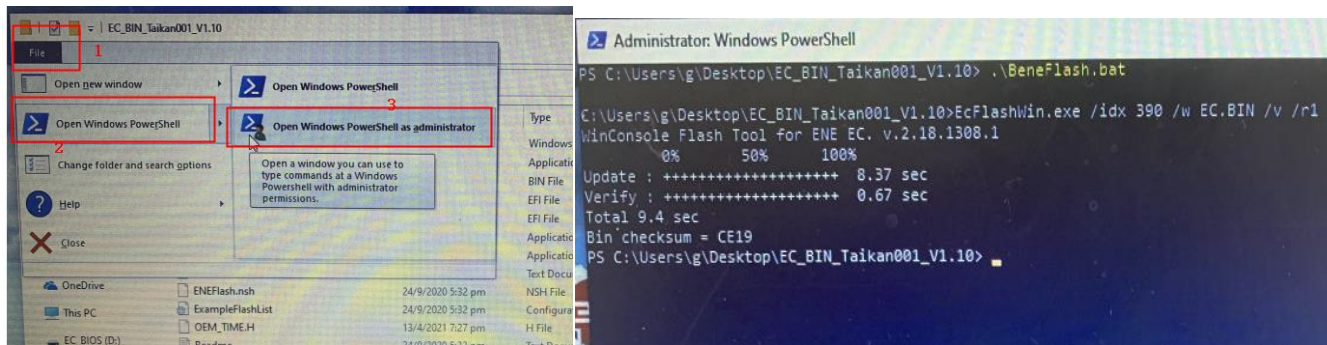 EC_BIN_Taikan001_V1.10
File
1
Open new window
Open Windows PowerShell
2
Change folder and search options
Help
Close
Open Windows PowerShell
3
Open Windows PowerShell as administrator
Open a window you can use to
type commands at a Windows
Powershell with administrator
permissions.
Type
Windows
Applicatic
BIN File
EFI File
EFI File
Applicatic
Applicatic
Text Docu
OneDrive
This PC
EC_BIOS (D:)
ENEFlash.nsh 24/9/2020 5:32 pm NSH File
ExampleFlashList 24/9/2020 5:32 pm Configura
OEM_TIME.H 13/4/2021 7:27 pm H File
Administrator: Windows PowerShell
PS C:\Users\g\Desktop\EC_BIN_Taikan001_V1.10> .\BeneFlash.bat
C:\Users\g\Desktop\EC_BIN_Taikan001_V1.10>EcFlashWin.exe /idx 390 /w EC.BIN /v /r1
WinConsole Flash Tool for ENE EC. v.2.18.1308.1
0% 50% 100%
Update : ++++++++++++++++++++ 8.37 sec
Verify : ++++++++++++++++++++ 0.67 sec
Total 9.4 sec
Bin checksum = CE19
PS C:\Users\g\Desktop\EC_BIN_Taikan001_V1.10>